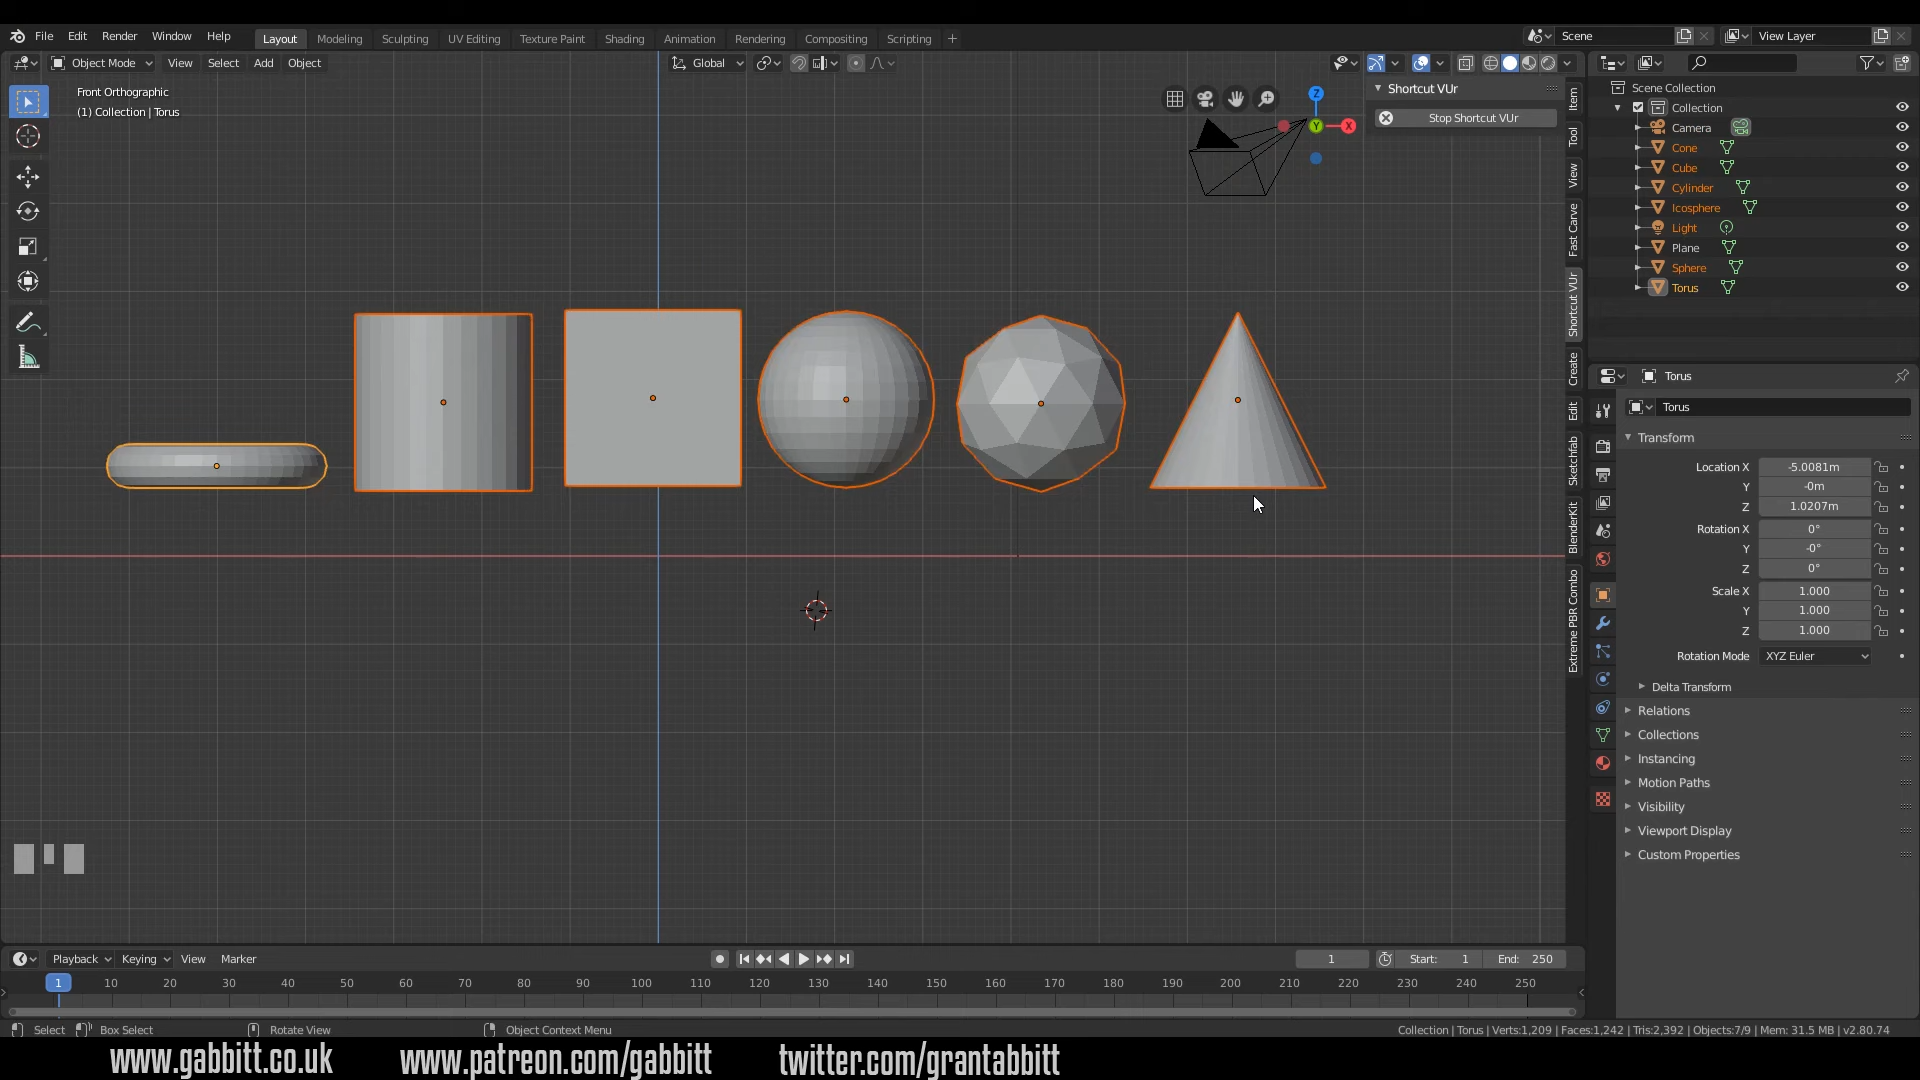 File Edit Render Window Help Layout Modeling Sculpting UV Editing Texture Paint Shading Animation Rendering Compositing Scripting + Scene View Layer
Object Mode View Select Add Object Global
Front Orthographic
(1) Collection | Torus
Z
Y
X
Shortcut VUr
Stop Shortcut VUr
Item
Tool
View
Fast Carve
Shortcut VUr
Create
Edit
Sketchfab
BlenderKit
Extreme PBR Combo
Scene Collection
Collection
Camera
Cone
Cube
Cylinder
Icosphere
Light
Plane
Sphere
Torus
Torus
Torus
Transform
Location X -5.0081m
Y -0m
Z 1.0207m
Rotation X 0°
Y -0°
Z 0°
Scale X 1.000
Y 1.000
Z 1.000
Rotation Mode XYZ Euler
Delta Transform
Relations
Collections
Instancing
Motion Paths
Visibility
Viewport Display
Custom Properties
Playback Keying View Marker 1 Start: 1 End: 250
1 10 20 30 40 50 60 70 80 90 100 110 120 130 140 150 160 170 180 190 200 210 220 230 240 250
Select Box Select Rotate View Object Context Menu Collection | Torus | Verts:1,209 | Faces:1,242 | Tris:2,392 | Objects:7/9 | Mem: 31.5 MB | v2.80.74
www.gabbitt.co.uk www.patreon.com/gabbitt twitter.com/grantabbitt